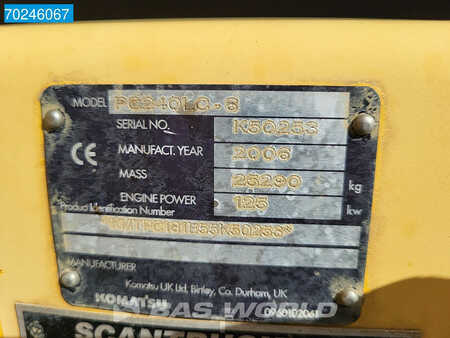 70246067
MODEL PC240LC-8
SERIAL NO. K50253
MANUFACT. YEAR 2006
MASS 25290 kg
ENGINE POWER 125 kw
Product Identification Number
CE
MANUFACTURER
Komatsu UK Ltd, Birtley, Co. Durham, UK
KOMATSU
09681D2061
BAS WORLD